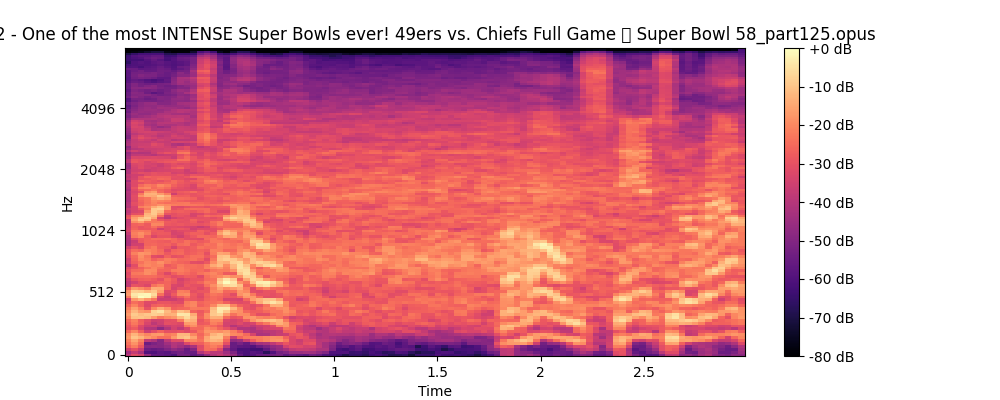 2 - One of the most INTENSE Super Bowls ever! 49ers vs. Chiefs Full Game Super Bowl 58_part125.opus
+0 dB
-10 dB
-20 dB
-30 dB
-40 dB
-50 dB
-60 dB
-70 dB
-80 dB
4096
2048
1024
512
0
Hz
0
0.5
1
1.5
2
2.5
Time